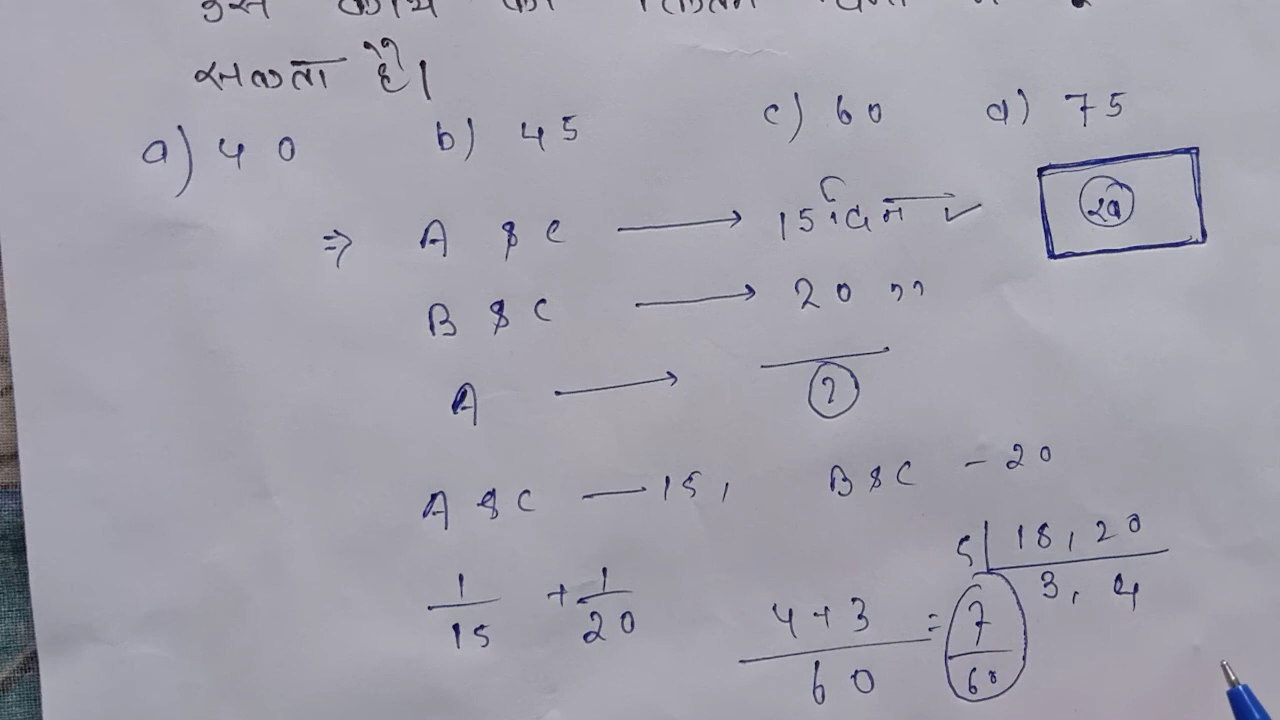 सकता है।
a) 40 b) 45 c) 60 d) 75
⇒ A & C ⟶ 15 दिन ✓
B & C ⟶ 20 ,,
A ⟶ ?
A & C — 15, B & C - 20
5 | 15, 20
3, 4
1/15 + 1/20
4+3/60 = 7/60